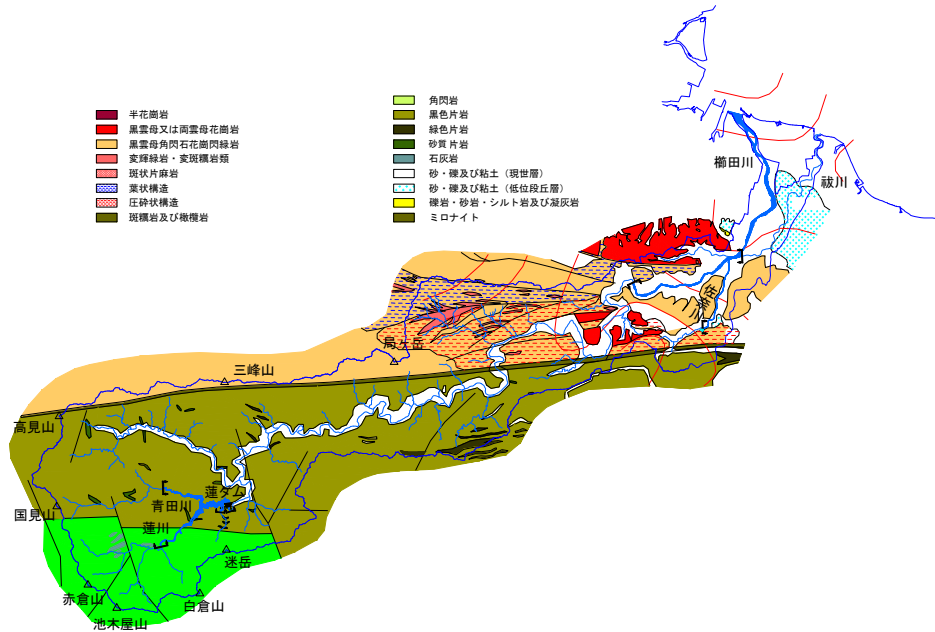 半花崗岩
黒雲母又は両雲母花崗岩
黒雲母角閃石花崗閃緑岩
変輝緑岩・変斑糲岩類
斑状片麻岩
葉状構造
圧砕状構造
斑糲岩及び橄欖岩
角閃岩
黒色片岩
緑色片岩
砂質片岩
石灰岩
砂・礫及び粘土（現世層）
砂・礫及び粘土（低位段丘層）
礫岩・砂岩・シルト岩及び凝灰岩
ミロナイト
櫛田川
祓川
佐奈川
局ヶ岳
三峰山
高見山
蓮ダム
青田川
国見山
蓮川
迷岳
赤倉山
白倉山
池木屋山